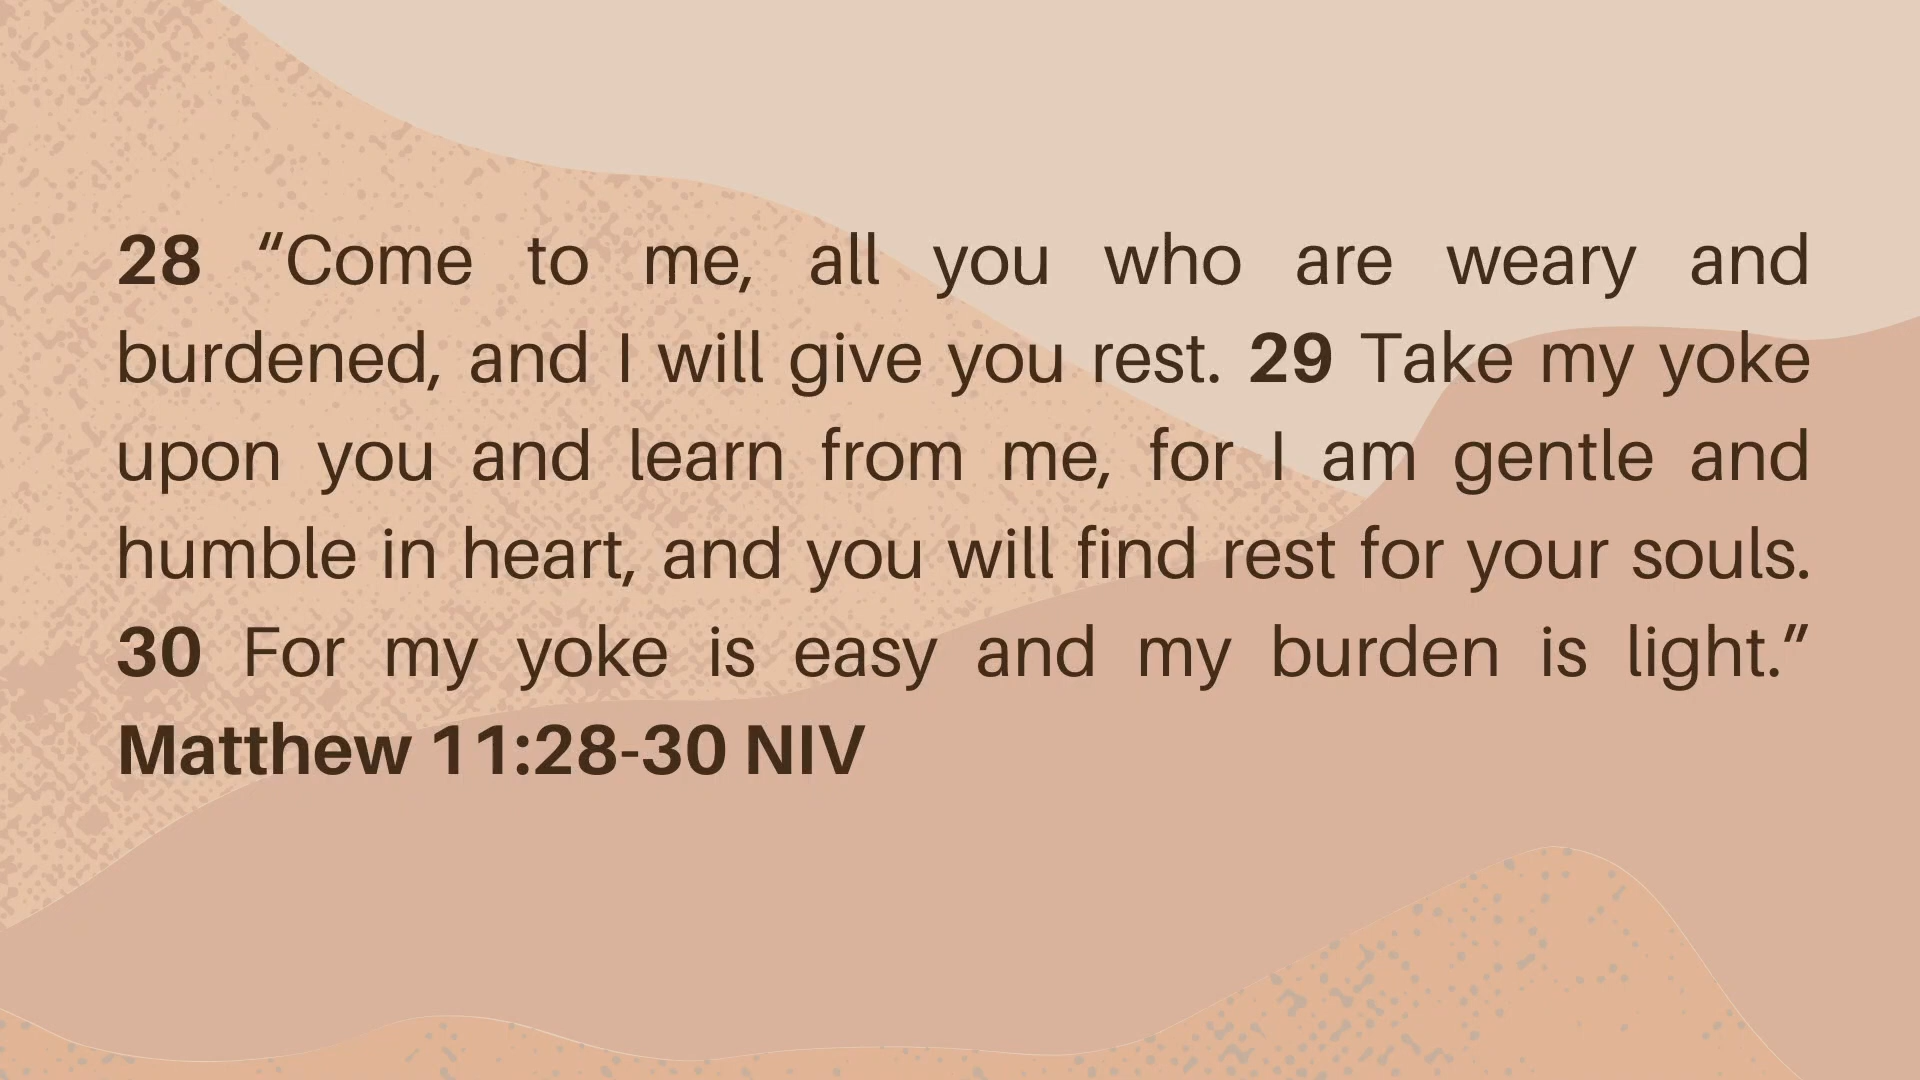 28 “Come to me, all you who are weary and
burdened, and I will give you rest. 29 Take my yoke
upon you and learn from me, for I am gentle and
humble in heart, and you will find rest for your souls.
30 For my yoke is easy and my burden is light.”
Matthew 11:28-30 NIV